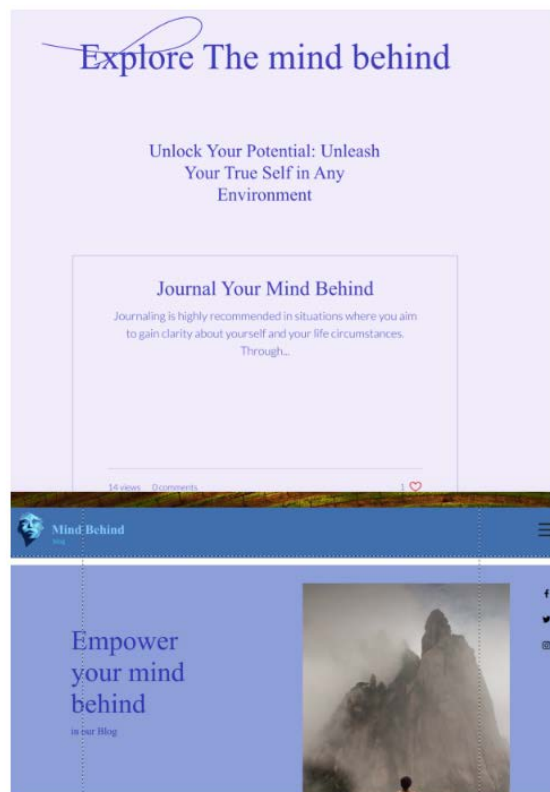 Explore The mind behind
Unlock Your Potential: Unleash
Your True Self in Any
Environment
Journal Your Mind Behind
Journaling is highly recommended in situations where you aim
to gain clarity about yourself and your life circumstances.
Through...
14 views 0 comments 1
Mind Behind
blog
Empower
your mind
behind
in our Blog